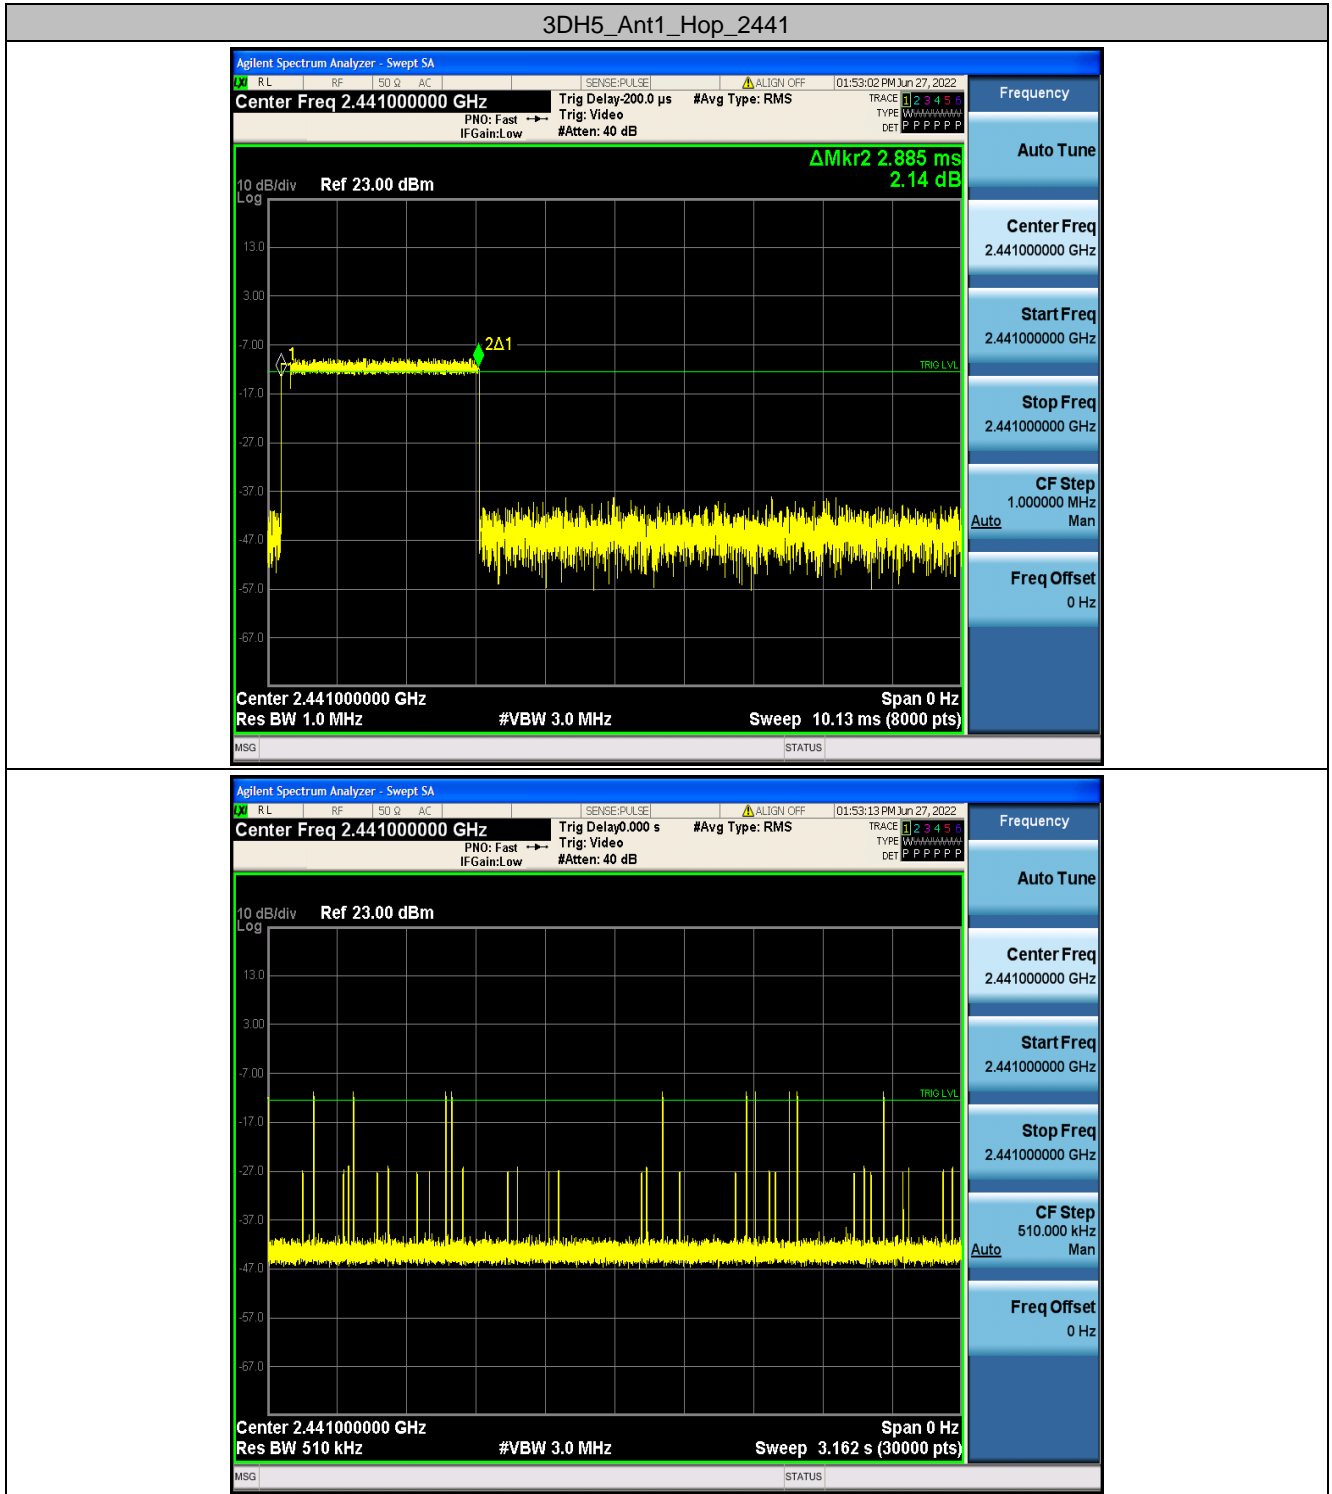 3DH5_Ant1_Hop_2441
Agilent Spectrum Analyzer - Swept SA
LXI RL RF 50 Ω AC SENSE:PULSE ALIGN OFF 01:53:02 PM Jun 27, 2022
Center Freq 2.441000000 GHz
PNO: Fast
IFGain:Low
Trig Delay-200.0 µs
Trig: Video
#Atten: 40 dB
#Avg Type: RMS
TRACE 1 2 3 4 5 6
TYPE WWWWWW
DET P P P P P P
ΔMkr2 2.885 ms
2.14 dB
10 dB/div Ref 23.00 dBm
Log
13.0
3.00
-7.00
-17.0
-27.0
-37.0
-47.0
-57.0
-67.0
1
2Δ1
TRIG LVL
Center 2.441000000 GHz Span 0 Hz
Res BW 1.0 MHz #VBW 3.0 MHz Sweep 10.13 ms (8000 pts)
MSG STATUS
Frequency
Auto Tune
Center Freq
2.441000000 GHz
Start Freq
2.441000000 GHz
Stop Freq
2.441000000 GHz
CF Step
1.000000 MHz
Auto Man
Freq Offset
0 Hz
Agilent Spectrum Analyzer - Swept SA
LXI RL RF 50 Ω AC SENSE:PULSE ALIGN OFF 01:53:13 PM Jun 27, 2022
Center Freq 2.441000000 GHz
PNO: Fast
IFGain:Low
Trig Delay0.000 s
Trig: Video
#Atten: 40 dB
#Avg Type: RMS
TRACE 1 2 3 4 5 6
TYPE WWWWWW
DET P P P P P P
10 dB/div Ref 23.00 dBm
Log
13.0
3.00
-7.00
-17.0
-27.0
-37.0
-47.0
-57.0
-67.0
TRIG LVL
Center 2.441000000 GHz Span 0 Hz
Res BW 510 kHz #VBW 3.0 MHz Sweep 3.162 s (30000 pts)
MSG STATUS
Frequency
Auto Tune
Center Freq
2.441000000 GHz
Start Freq
2.441000000 GHz
Stop Freq
2.441000000 GHz
CF Step
510.000 kHz
Auto Man
Freq Offset
0 Hz